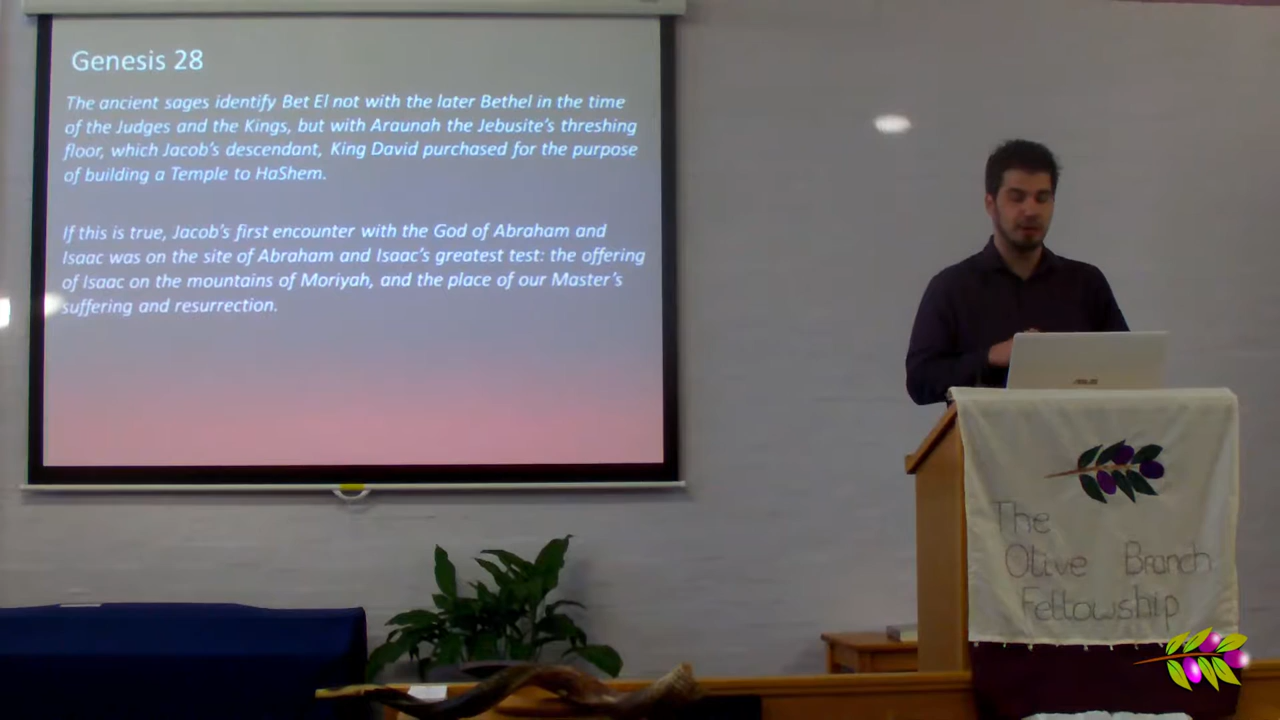 Genesis 28
The ancient sages identify Bet El not with the later Bethel in the time
of the Judges and the Kings, but with Araunah the Jebusite's threshing
floor, which Jacob's descendant, King David purchased for the purpose
of building a Temple to HaShem.
If this is true, Jacob's first encounter with the God of Abraham and
Isaac was on the site of Abraham and Isaac's greatest test: the offering
of Isaac on the mountains of Moriyah, and the place of our Master's
suffering and resurrection.
ASUS
The
Olive Branch
Fellowship